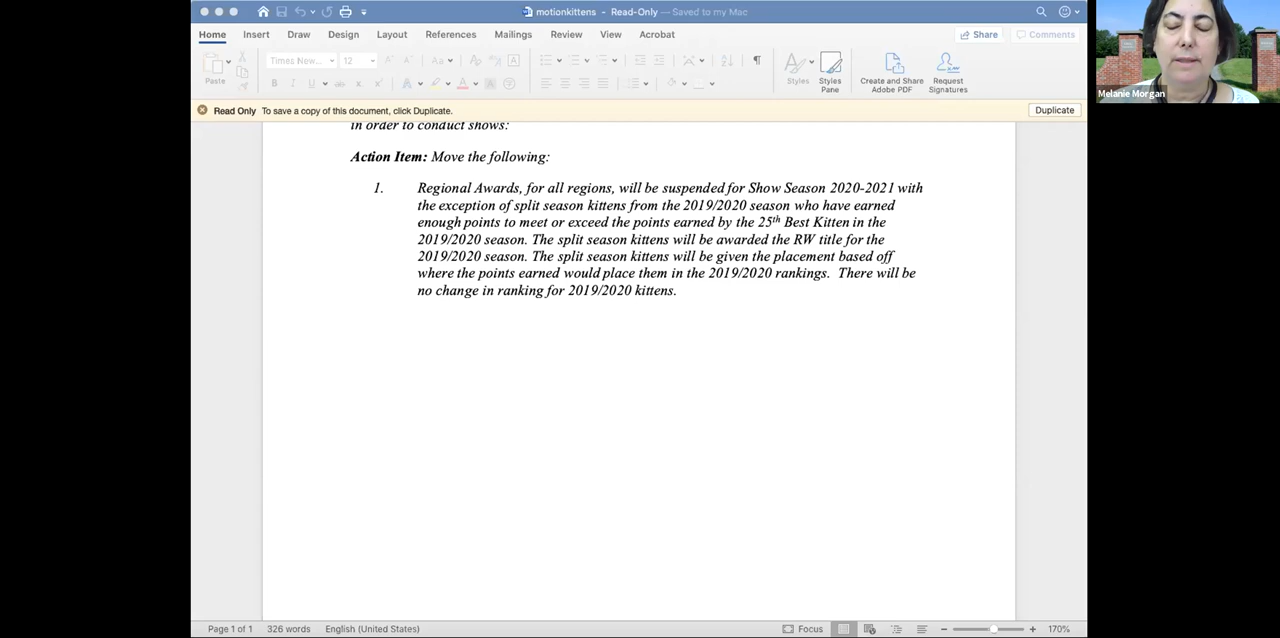 motionkittens - Read-Only — Saved to my Mac
Home Insert Draw Design Layout References Mailings Review View Acrobat Share Comments
Times New... 12 Aa
Paste Styles Styles Pane Create and Share Adobe PDF Request Signatures
Read Only To save a copy of this document, click Duplicate. Duplicate
in order to conduct shows:
Action Item: Move the following:
1. Regional Awards, for all regions, will be suspended for Show Season 2020-2021 with
the exception of split season kittens from the 2019/2020 season who have earned
enough points to meet or exceed the points earned by the 25th Best Kitten in the
2019/2020 season. The split season kittens will be awarded the RW title for the
2019/2020 season. The split season kittens will be given the placement based off
where the points earned would place them in the 2019/2020 rankings. There will be
no change in ranking for 2019/2020 kittens.
Page 1 of 1 326 words English (United States) Focus 170%
Melanie Morgan